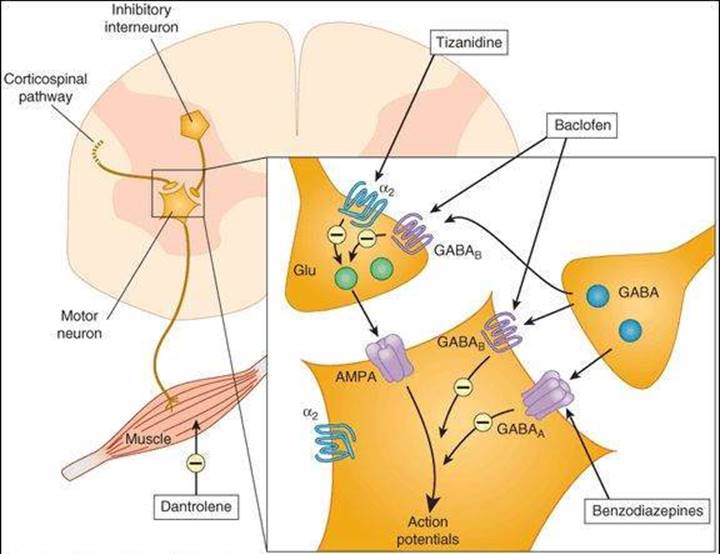 Inhibitory
interneuron
Corticospinal
pathway
Tizanidine
Baclofen
α2
GABAB
Glu
GABA
Motor
neuron
GABAB
AMPA
α2
GABAA
Muscle
Dantrolene
Benzodiazepines
Action
potentials